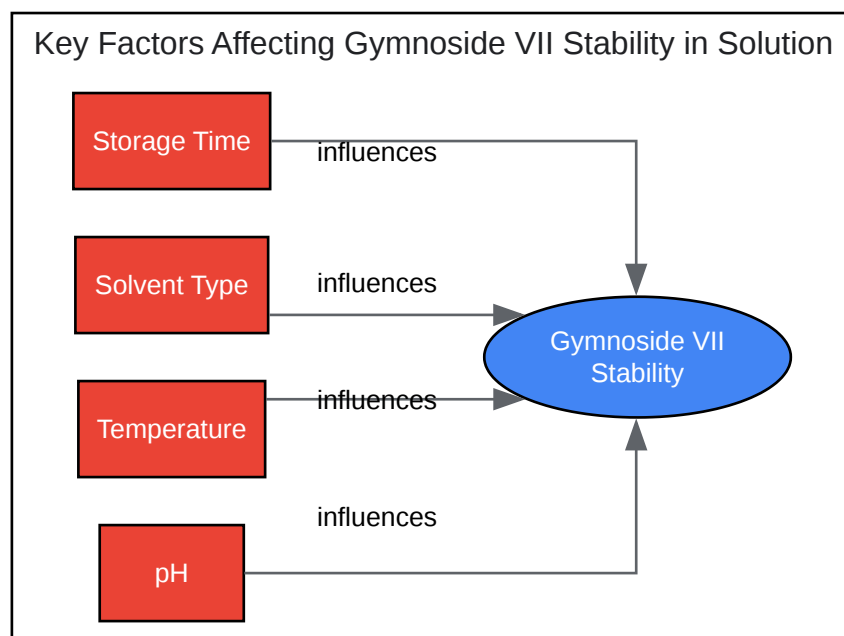 Key Factors Affecting Gymnoside VII Stability in Solution
Storage Time
influences
Solvent Type
influences
Gymnoside VII
Stability
Temperature
influences
influences
pH